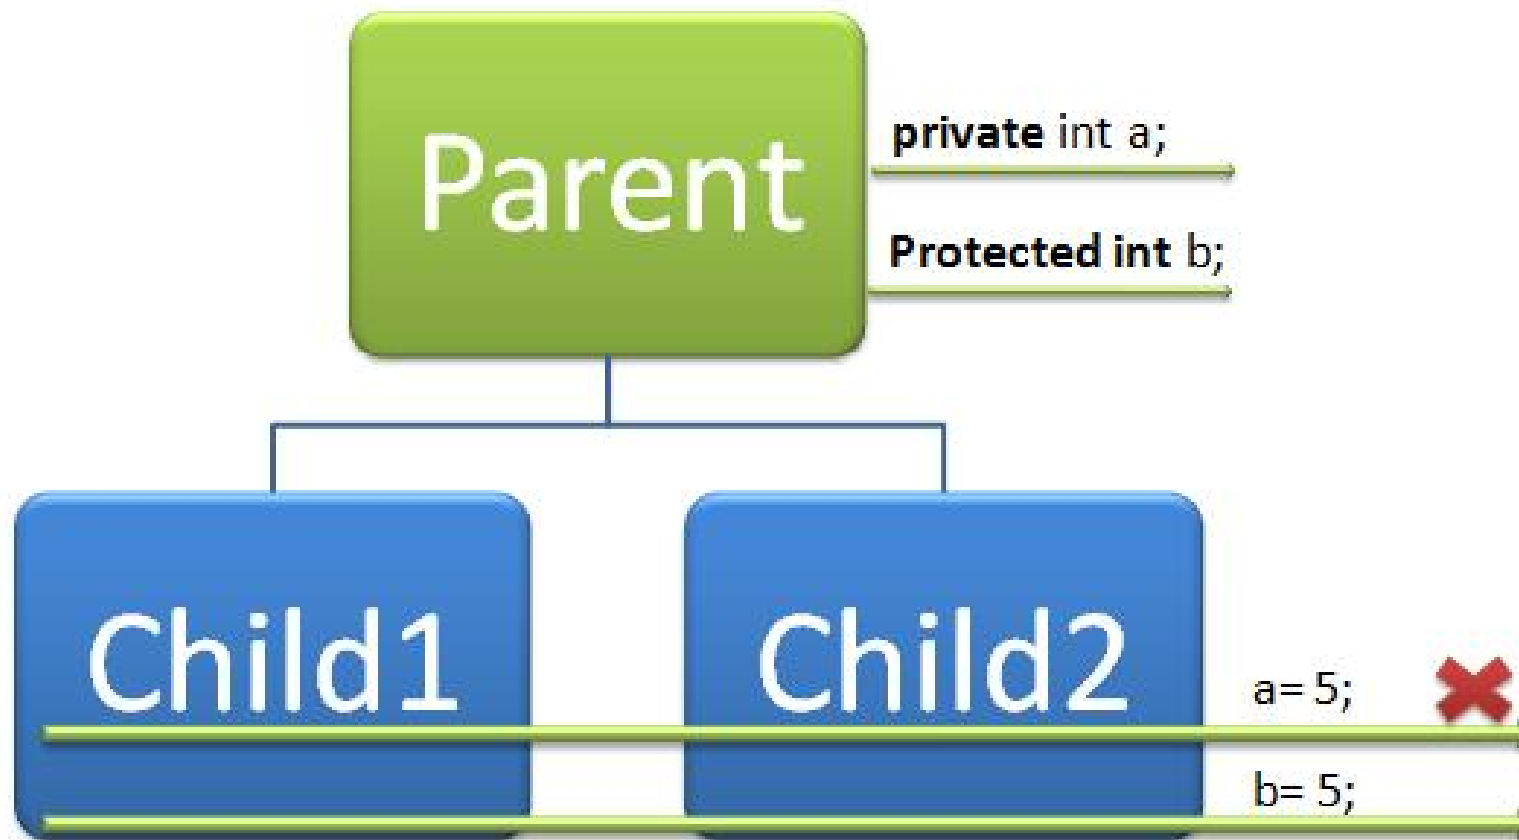 Parent
private int a;
Protected int b;
Child1
Child2
a= 5;
b= 5;